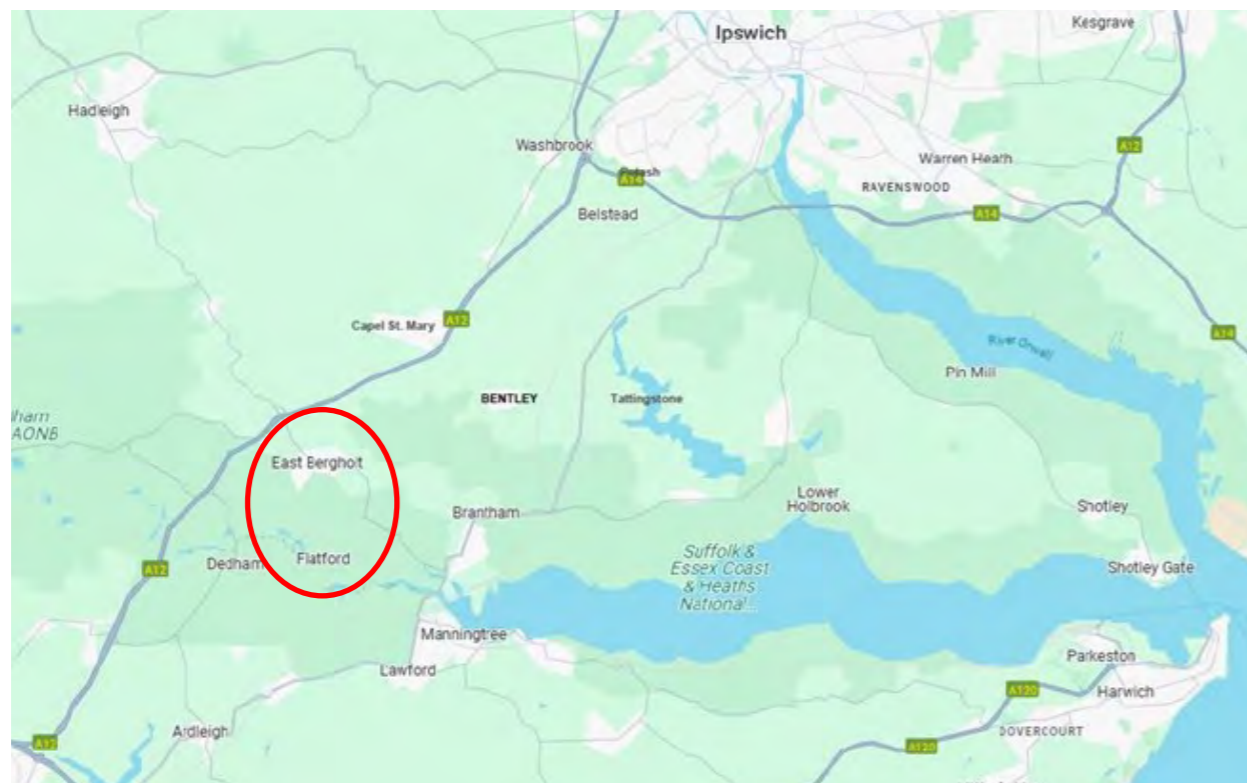 Ipswich
Kesgrave
Hadleigh
Washbrook
A12
Warren Heath
A14
RAVENSWOOD
Belstead
A14
Capel St. Mary
A12
River Orwell
A14
Pin Mill
BENTLEY
Tattingstone
ham
AONB
East Bergholt
Lower
Holbrook
Brantham
Shotley
Suffolk &
Essex Coast
& Heaths
National...
Flatford
Dedham
A12
Shotley Gate
Manningtree
Lawford
Parkeston
A120
Harwich
Ardleigh
DOVERCOURT
A12
A120